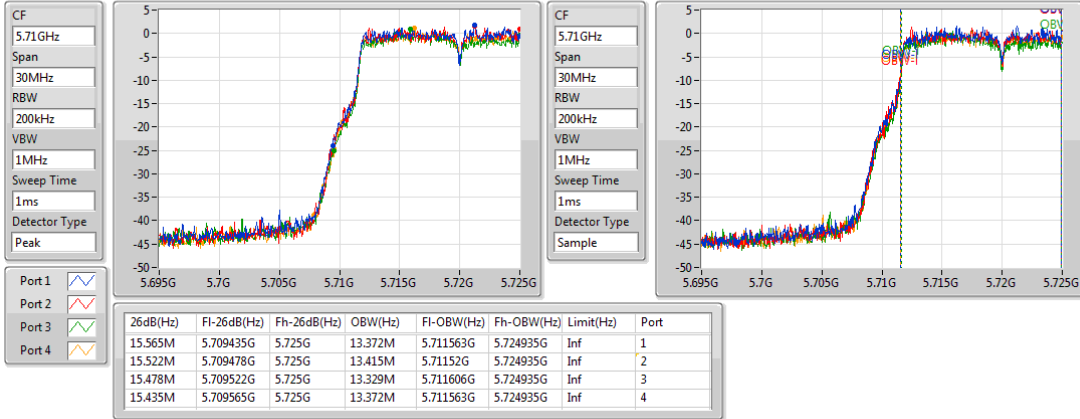 CF
5.71GHz
Span
30MHz
RBW
200kHz
VBW
1MHz
Sweep Time
1ms
Detector Type
Peak
5
0
-5
-10
-15
-20
-25
-30
-35
-40
-45
-50
5.695G 5.7G 5.705G 5.71G 5.715G 5.72G 5.725G
CF
5.71GHz
Span
30MHz
RBW
200kHz
VBW
1MHz
Sweep Time
1ms
Detector Type
Sample
5
0
-5
-10
-15
-20
-25
-30
-35
-40
-45
-50
OBW-l
OBW-l
OBW
5.695G 5.7G 5.705G 5.71G 5.715G 5.72G 5.725G
Port 1
Port 2
Port 3
Port 4
26dB(Hz) Fl-26dB(Hz) Fh-26dB(Hz) OBW(Hz) Fl-OBW(Hz) Fh-OBW(Hz) Limit(Hz) Port
15.565M 5.709435G 5.725G 13.372M 5.711563G 5.724935G Inf 1
15.522M 5.709478G 5.725G 13.415M 5.71152G 5.724935G Inf 2
15.478M 5.709522G 5.725G 13.329M 5.711606G 5.724935G Inf 3
15.435M 5.709565G 5.725G 13.372M 5.711563G 5.724935G Inf 4